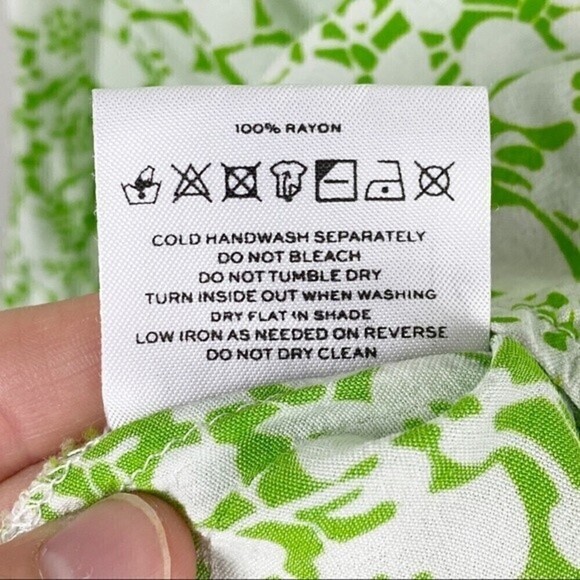 100% RAYON
COLD HANDWASH SEPARATELY
DO NOT BLEACH
DO NOT TUMBLE DRY
TURN INSIDE OUT WHEN WASHING
DRY FLAT IN SHADE
LOW IRON AS NEEDED ON REVERSE
DO NOT DRY CLEAN